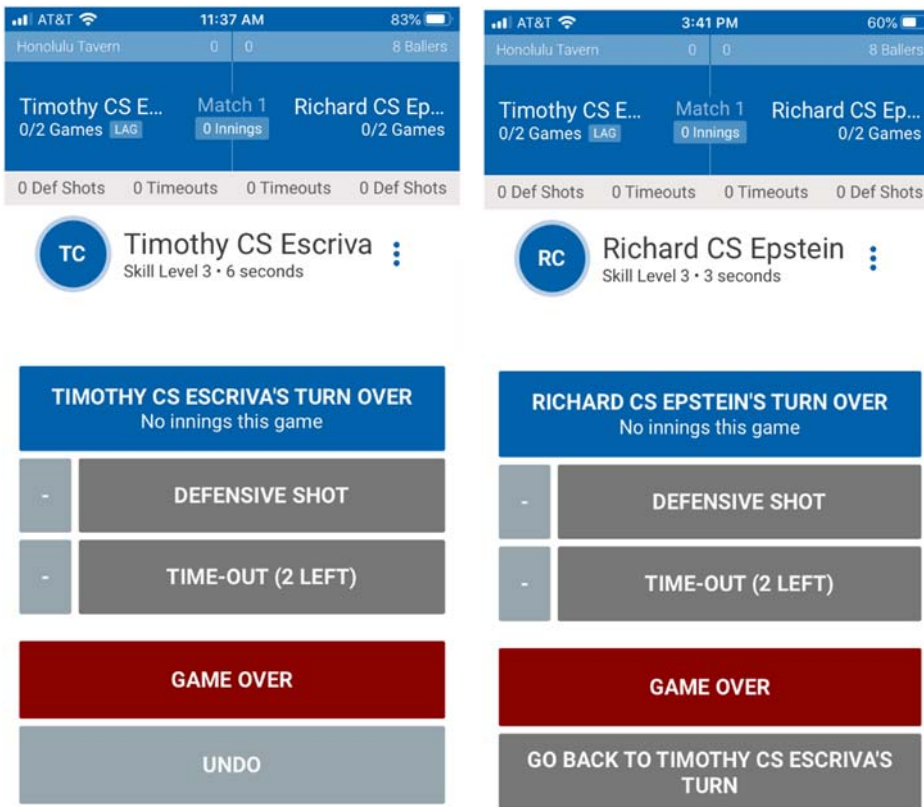 AT&T 11:37 AM 83%
Honolulu Tavern 0 0 8 Ballers
Timothy CS E... Match 1 Richard CS Ep...
0/2 Games LAG 0 Innings 0/2 Games
0 Def Shots 0 Timeouts 0 Timeouts 0 Def Shots
TC Timothy CS Escriva
Skill Level 3 • 6 seconds
TIMOTHY CS ESCRIVA'S TURN OVER
No innings this game
- DEFENSIVE SHOT
- TIME-OUT (2 LEFT)
GAME OVER
UNDO
AT&T 3:41 PM 60%
Honolulu Tavern 0 0 8 Ballers
Timothy CS E... Match 1 Richard CS Ep...
0/2 Games LAG 0 Innings 0/2 Games
0 Def Shots 0 Timeouts 0 Timeouts 0 Def Shots
RC Richard CS Epstein
Skill Level 3 • 3 seconds
RICHARD CS EPSTEIN'S TURN OVER
No innings this game
- DEFENSIVE SHOT
- TIME-OUT (2 LEFT)
GAME OVER
GO BACK TO TIMOTHY CS ESCRIVA'S
TURN